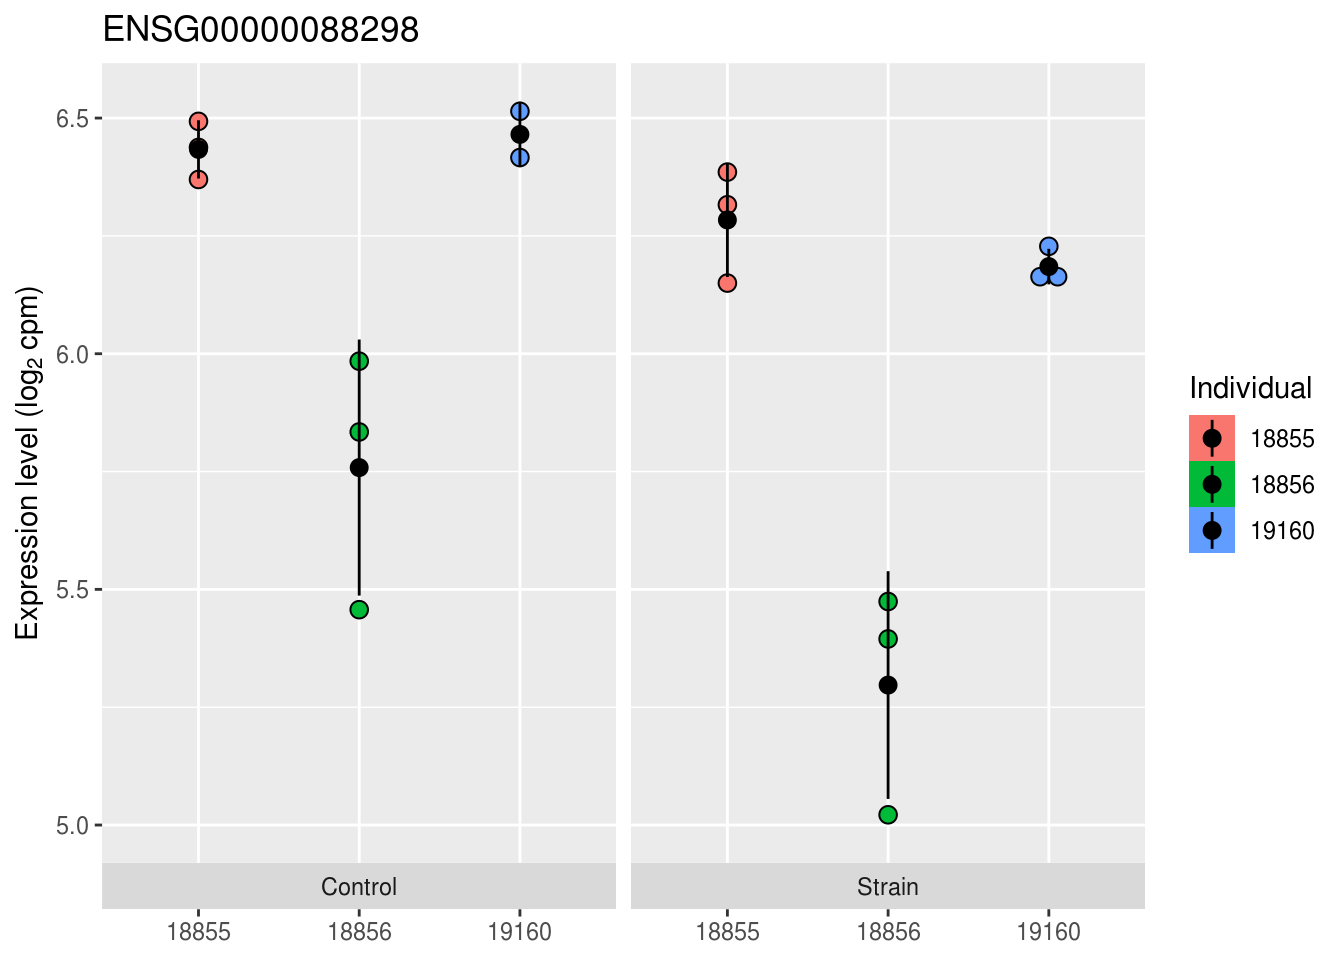 ENSG00000088298
Expression level (log₂ cpm)
6.5
6.0
5.5
5.0
Control
Strain
18855
18856
19160
18855
18856
19160
Individual
18855
18856
19160